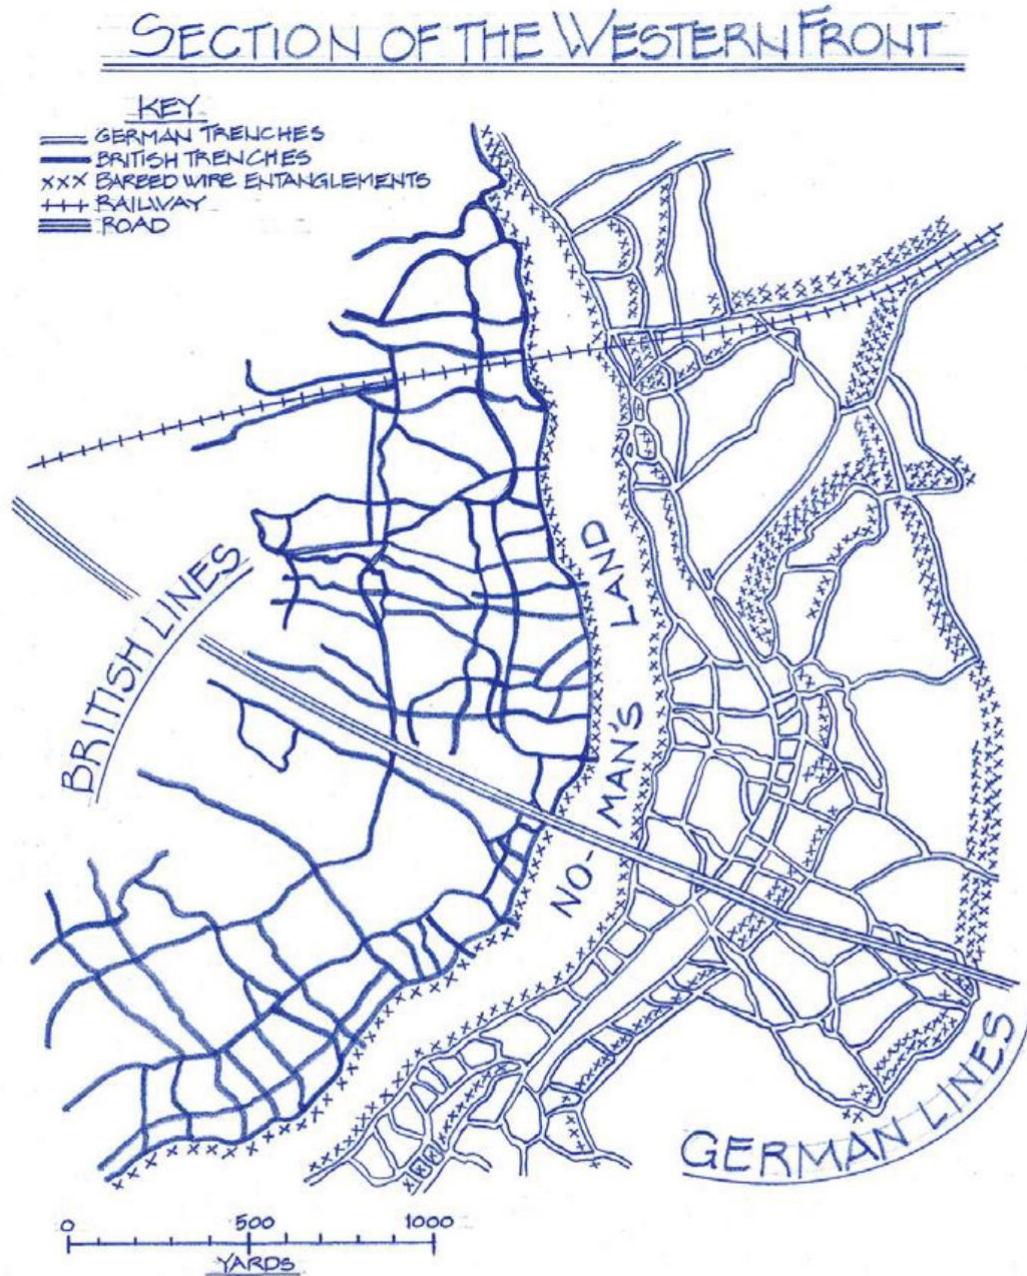 SECTION OF THE WESTERN FRONT
KEY
GERMAN TRENCHES
BRITISH TRENCHES
XXX BARBED WIRE ENTANGLEMENTS
RAILWAY
ROAD
BRITISH LINES
NO-MAN'S LAND
GERMAN LINES
0 500 1000
YARDS